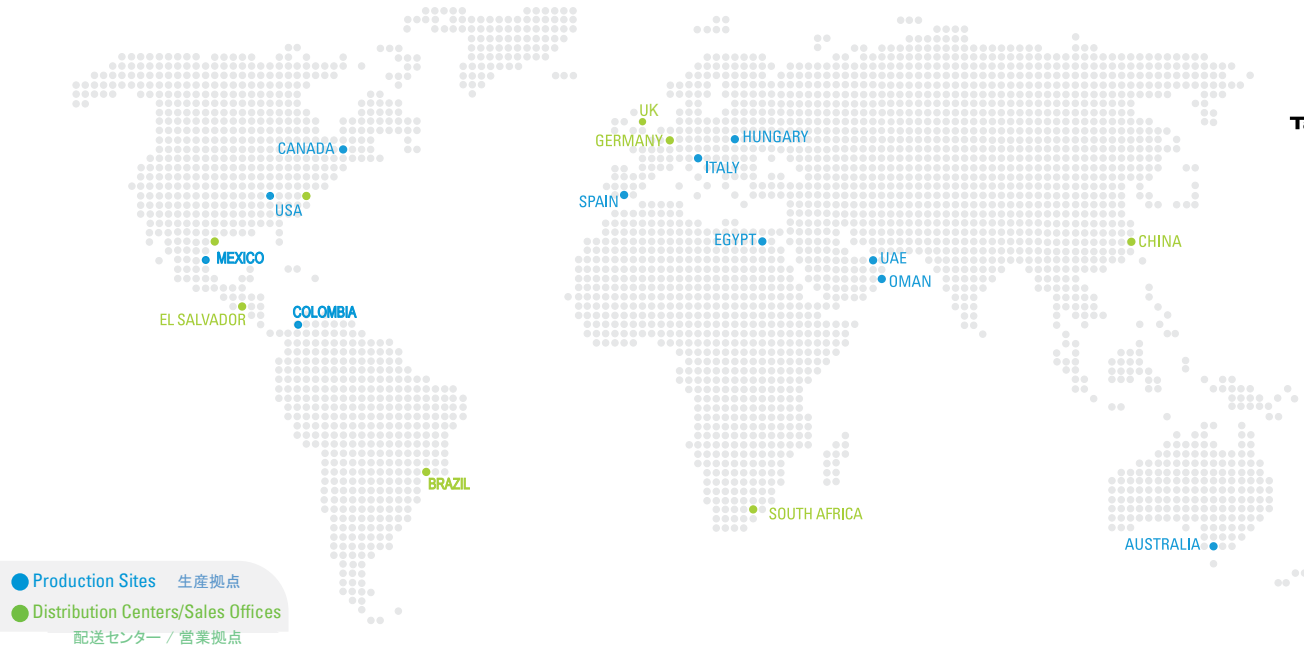 UK
GERMANY
HUNGARY
CANADA
ITALY
SPAIN
USA
EGYPT
CHINA
MEXICO
UAE
OMAN
EL SALVADOR
COLOMBIA
BRAZIL
SOUTH AFRICA
AUSTRALIA
Production Sites 生産拠点
Distribution Centers/Sales Offices
配送センター / 営業拠点